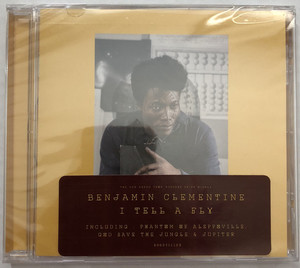 BENJAMIN CLEMENTINE
I TELL A FLY
INCLUDING PHANTOM OF ALEPPOVILLE
GOD SAVE THE JUNGLE & JUPITER